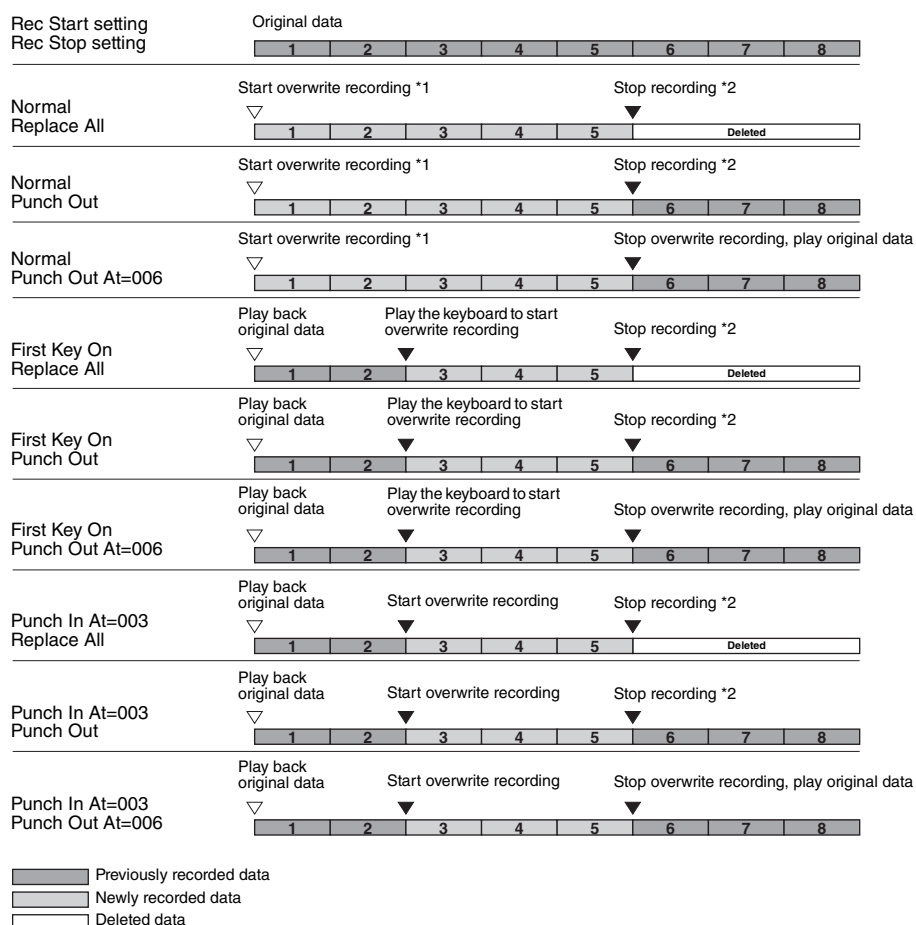 Rec Start setting
Rec Stop setting
Original data
1 2 3 4 5 6 7 8
Normal
Replace All
Start overwrite recording *1
Stop recording *2
1 2 3 4 5 Deleted
Normal
Punch Out
Start overwrite recording *1
Stop recording *2
1 2 3 4 5 6 7 8
Normal
Punch Out At=006
Start overwrite recording *1
Stop overwrite recording, play original data
1 2 3 4 5 6 7 8
First Key On
Replace All
Play back
original data
Play the keyboard to start
overwrite recording
Stop recording *2
1 2 3 4 5 Deleted
First Key On
Punch Out
Play back
original data
Play the keyboard to start
overwrite recording
Stop recording *2
1 2 3 4 5 6 7 8
First Key On
Punch Out At=006
Play back
original data
Play the keyboard to start
overwrite recording
Stop overwrite recording, play original data
1 2 3 4 5 6 7 8
Punch In At=003
Replace All
Play back
original data
Start overwrite recording
Stop recording *2
1 2 3 4 5 Deleted
Punch In At=003
Punch Out
Play back
original data
Start overwrite recording
Stop recording *2
1 2 3 4 5 6 7 8
Punch In At=003
Punch Out At=006
Play back
original data
Start overwrite recording
Stop overwrite recording, play original data
1 2 3 4 5 6 7 8
Previously recorded data
Newly recorded data
Deleted data